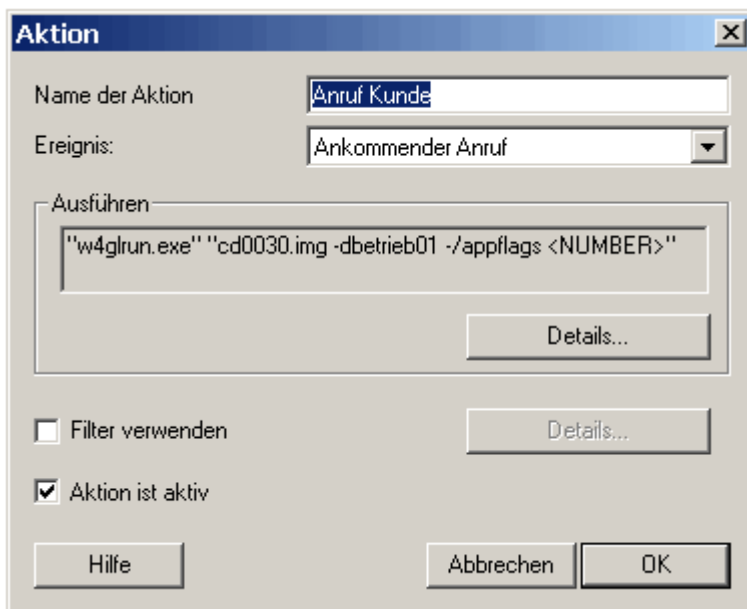 Aktion
Name der Aktion Anruf Kunde
Ereignis: Ankommender Anruf
Ausführen
"w4glrun.exe" "cd0030.img -dbetrieb01 -/appflags <NUMBER>"
Details...
Filter verwenden Details...
Aktion ist aktiv
Hilfe Abbrechen OK